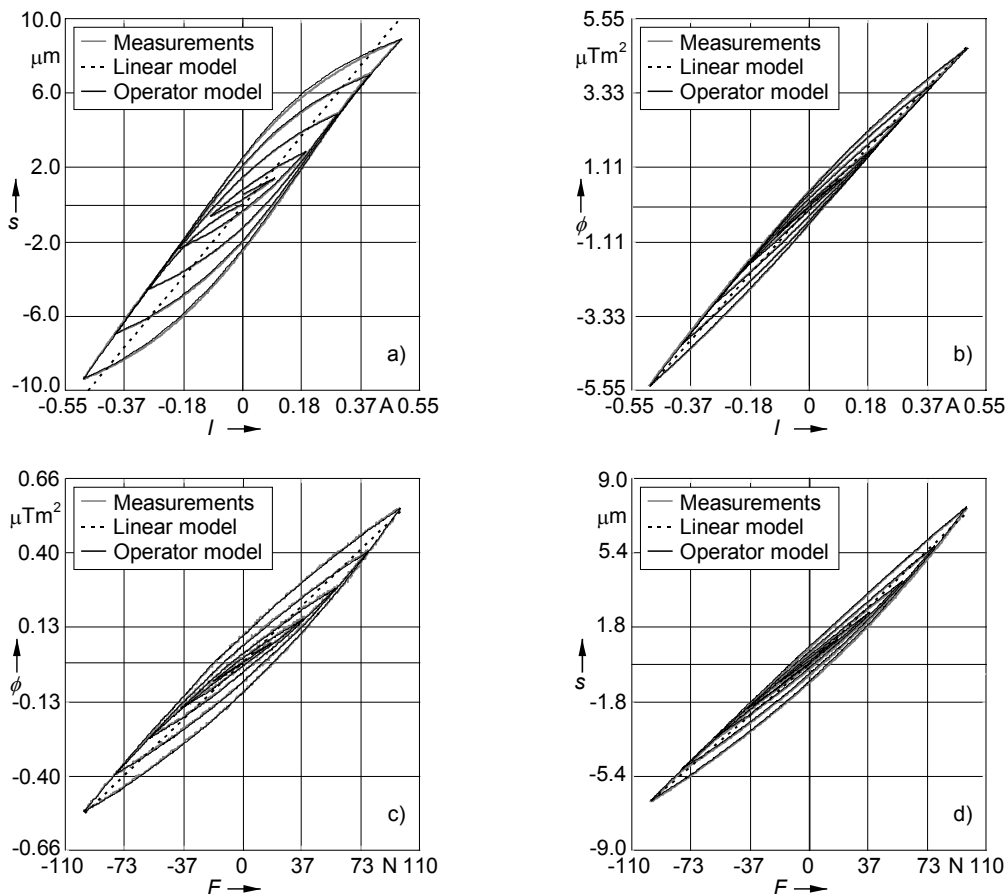 10.0
μm
6.0
2.0
s
-2.0
-6.0
-10.0
Measurements
Linear model
Operator model
a)
-0.55 -0.37 -0.18 0 0.18 0.37 A 0.55
I
5.55
μTm²
3.33
1.11
ϕ
-1.11
-3.33
-5.55
Measurements
Linear model
Operator model
b)
-0.55 -0.37 -0.18 0 0.18 0.37 A 0.55
I
0.66
μTm²
0.40
0.13
ϕ
-0.13
-0.40
-0.66
Measurements
Linear model
Operator model
c)
-110 -73 -37 0 37 73 N 110
F
9.0
μm
5.4
1.8
s
-1.8
-5.4
-9.0
Measurements
Linear model
Operator model
d)
-110 -73 -37 0 37 73 N 110
F